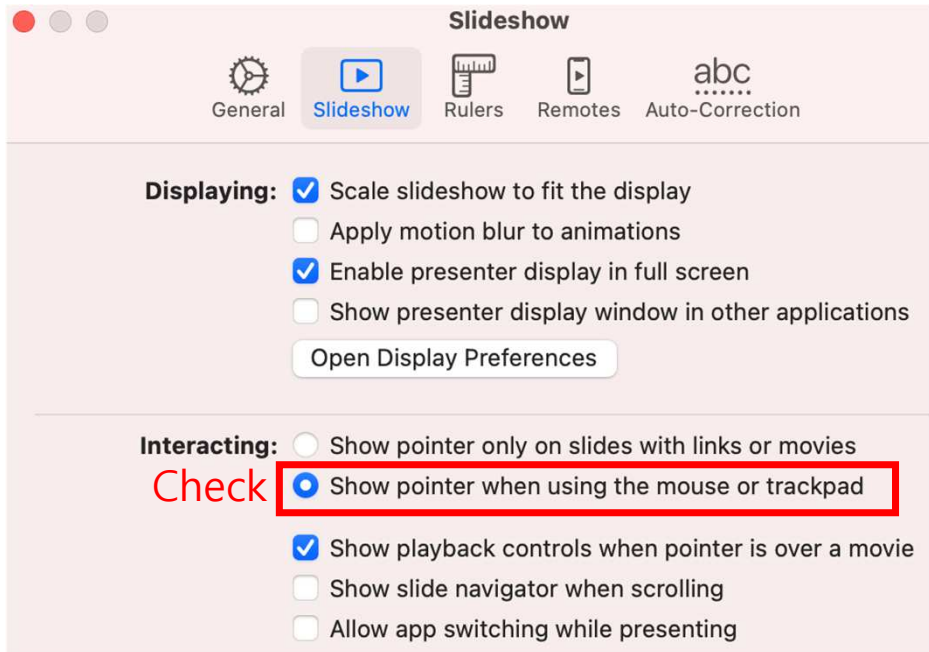 Slideshow
General Slideshow Rulers Remotes abc Auto-Correction
Displaying: Scale slideshow to fit the display
Apply motion blur to animations
Enable presenter display in full screen
Show presenter display window in other applications
Open Display Preferences
Interacting: Show pointer only on slides with links or movies
Check Show pointer when using the mouse or trackpad
Show playback controls when pointer is over a movie
Show slide navigator when scrolling
Allow app switching while presenting